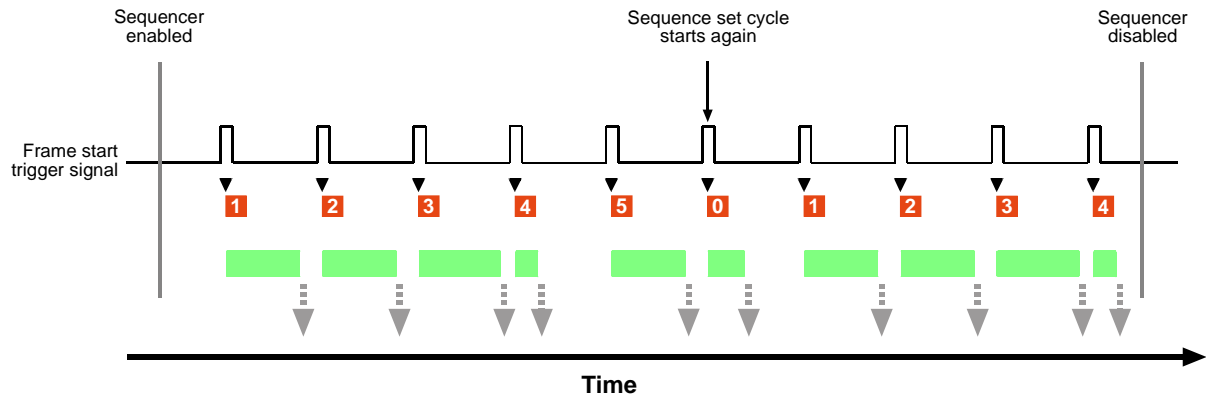 Sequencer
enabled
Sequence set cycle
starts again
Sequencer
disabled
Frame start
trigger signal
1 2 3 4 5 0 1 2 3 4
Time